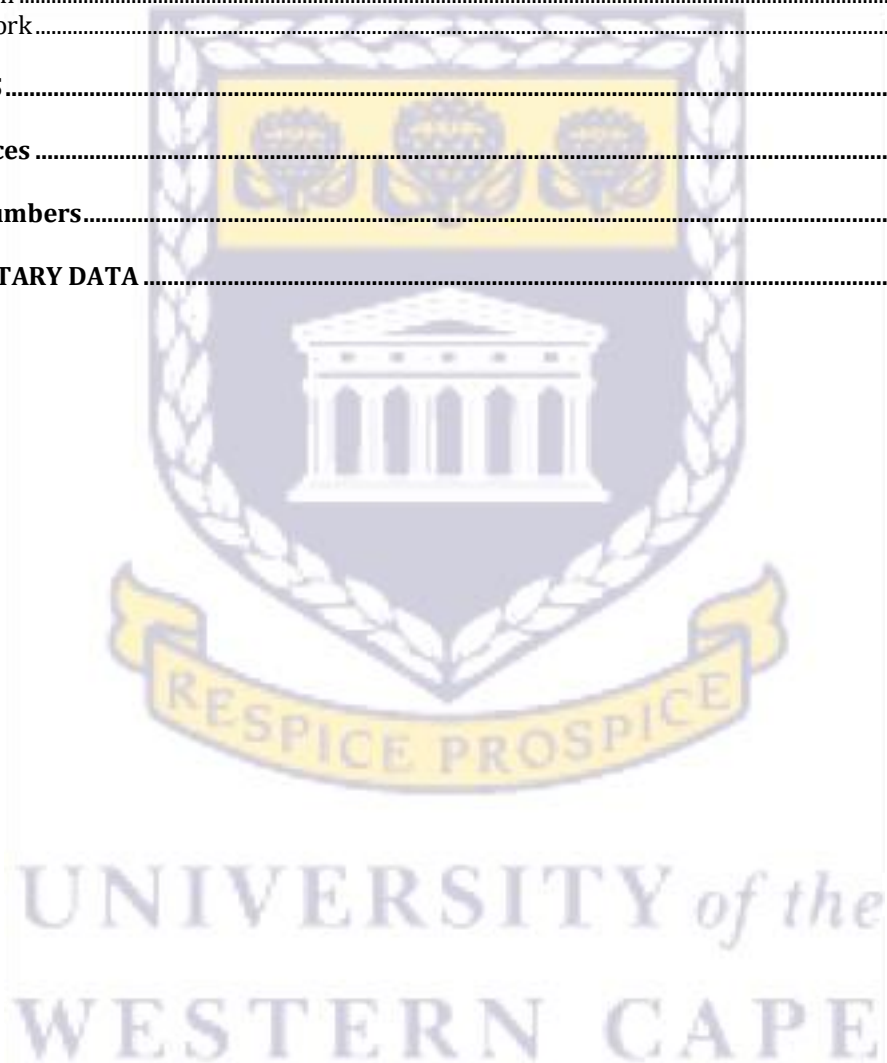 ork
S
ces
umbers
TARY DATA
RESPICE PROSPICE
UNIVERSITY of the
WESTERN CAPE